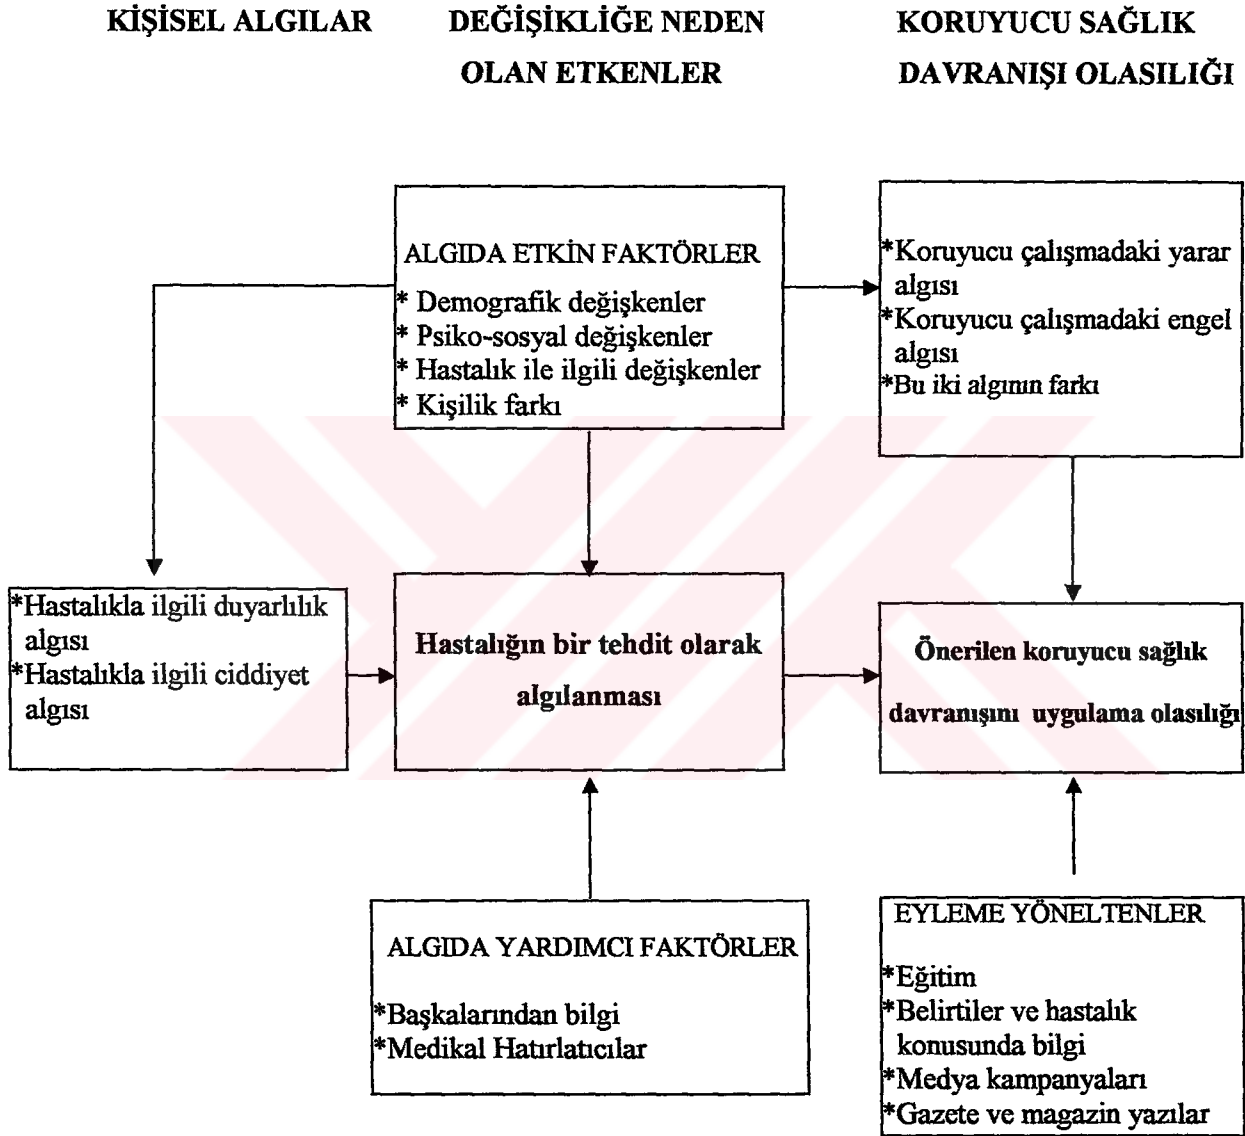 KİŞİSEL ALGILAR
DEĞİŞİKLİĞE NEDEN
OLAN ETKENLER
KORUYUCU SAĞLIK
DAVRANIŞI OLASILIĞI
ALGIDA ETKİN FAKTÖRLER
* Demografik değişkenler
* Psiko-sosyal değişkenler
* Hastalık ile ilgili değişkenler
* Kişilik farkı
*Koruyucu çalışmadaki yarar
algısı
*Koruyucu çalışmadaki engel
algısı
*Bu iki algının farkı
*Hastalıkla ilgili duyarlılık
algısı
*Hastalıkla ilgili ciddiyet
algısı
Hastalığın bir tehdit olarak
algılanması
Önerilen koruyucu sağlık
davranışını uygulama olasılığı
ALGIDA YARDIMCI FAKTÖRLER
*Başkalarından bilgi
*Medikal Hatırlatıcılar
EYLEME YÖNELTENLER
*Eğitim
*Belirtiler ve hastalık
konusunda bilgi
*Medya kampanyaları
*Gazete ve magazin yazılar